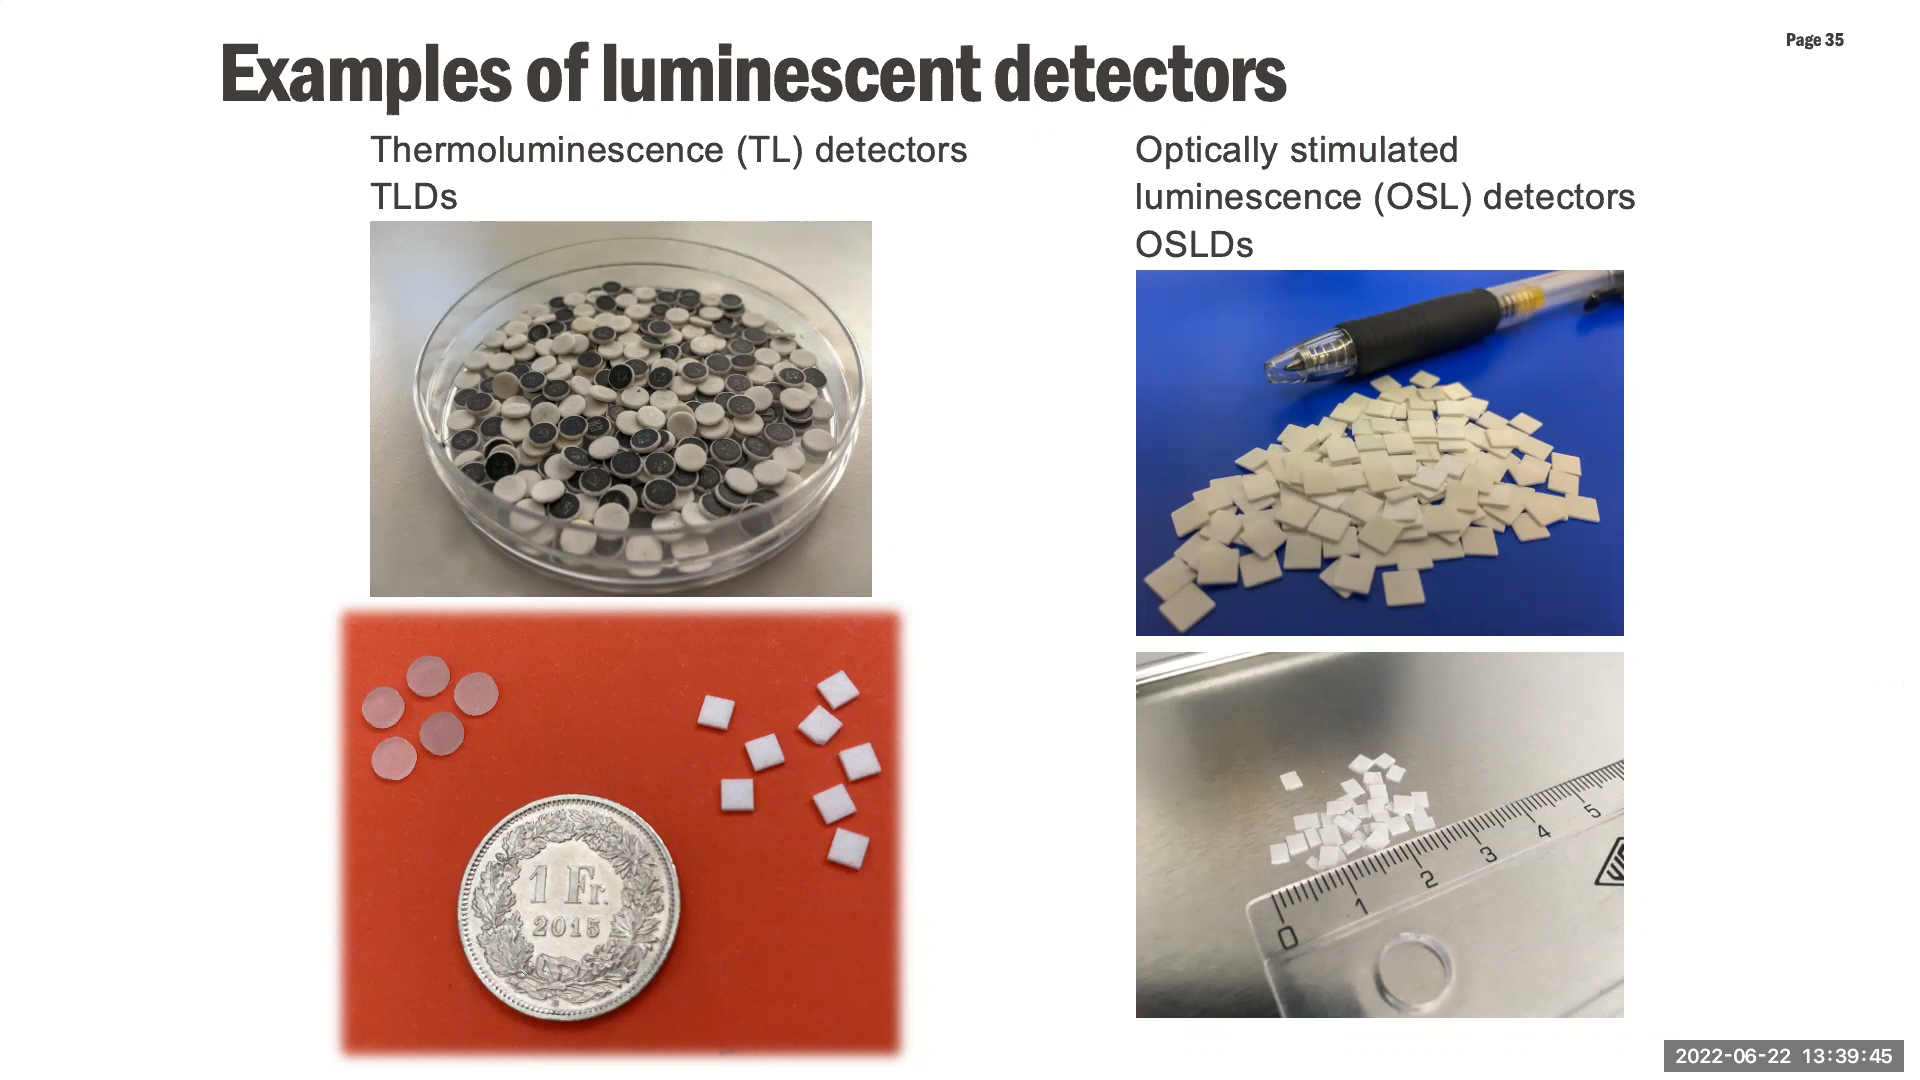 Page 35
Examples of luminescent detectors
Thermoluminescence (TL) detectors
TLDs
Optically stimulated
luminescence (OSL) detectors
OSLDs
1 Fr.
2015
0 1 2 3 4 5
2022-06-22 13:39:45